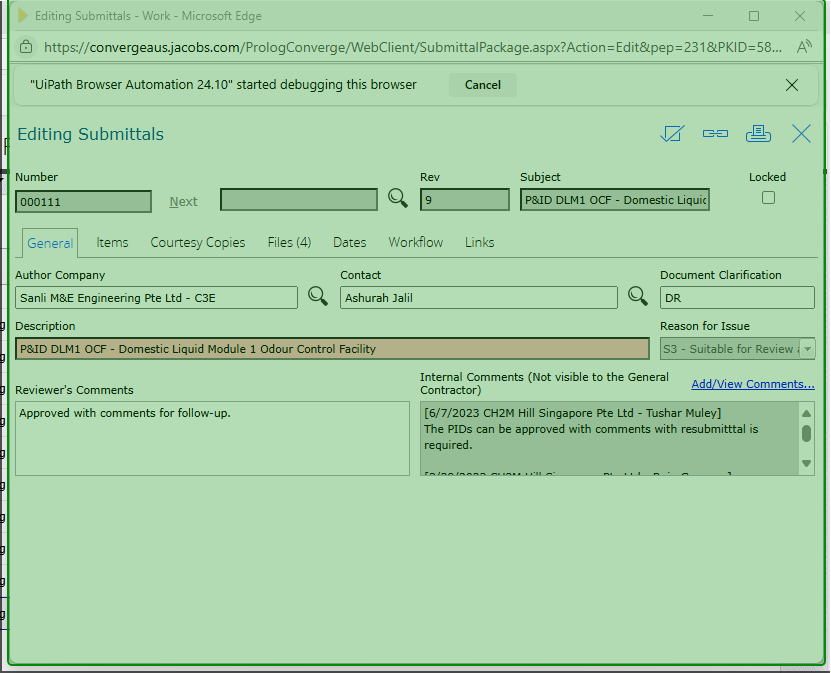 Editing Submittals - Work - Microsoft Edge
https://convergeaus.jacobs.com/PrologConverge/WebClient/SubmittalPackage.aspx?Action=Edit&pep=231&PKID=58...
"UiPath Browser Automation 24.10" started debugging this browser Cancel
Editing Submittals
Number Rev Subject Locked
000111 Next 9 P&ID DLM1 OCF - Domestic Liquid
General Items Courtesy Copies Files (4) Dates Workflow Links
Author Company Contact Document Clarification
Sanli M&E Engineering Pte Ltd - C3E Ashurah Jalil DR
Description Reason for Issue
P&ID DLM1 OCF - Domestic Liquid Module 1 Odour Control Facility S3 - Suitable for Review
Reviewer's Comments
Internal Comments (Not visible to the General
Contractor)
Add/View Comments...
Approved with comments for follow-up.
[6/7/2023 CH2M Hill Singapore Pte Ltd - Tushar Muley]
The PIDs can be approved with comments with resubmitttal is
required.